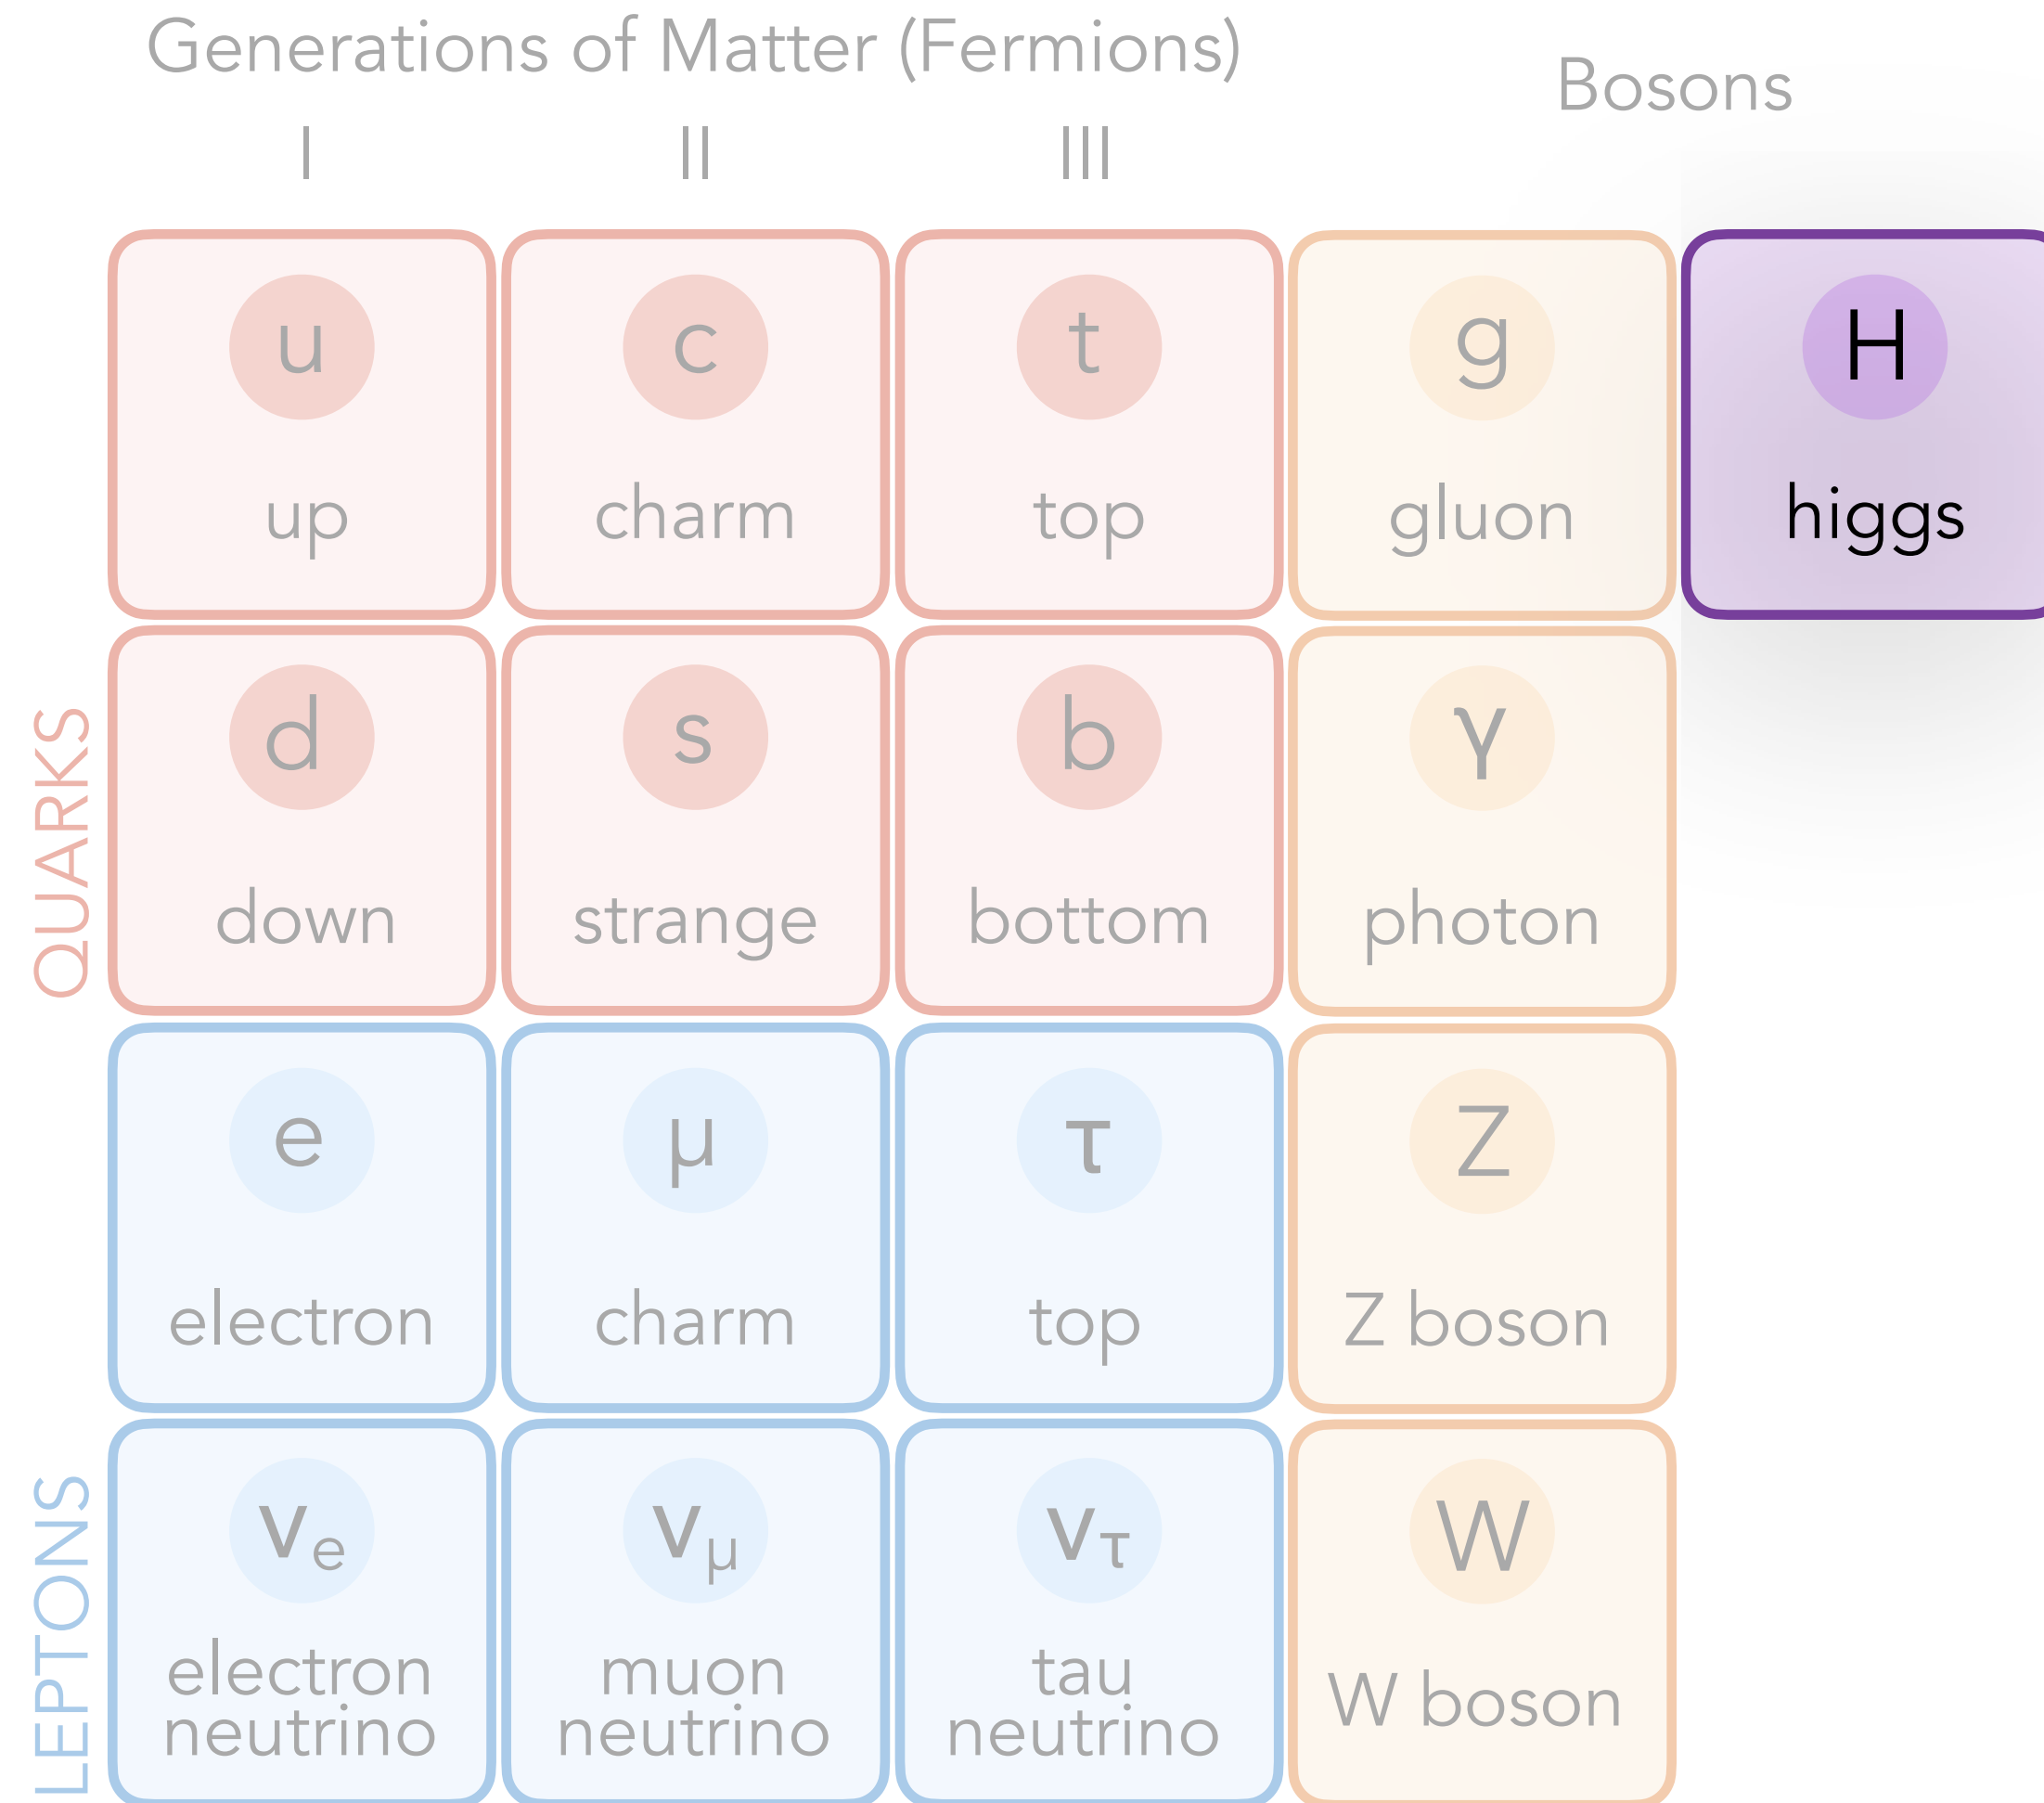 Generations of Matter (Fermions)
Bosons
I
II
III
u
c
t
g
H
up
charm
top
gluon
higgs
QUARKS
d
s
b
γ
down
strange
bottom
photon
e
μ
τ
Z
electron
charm
top
Z boson
LEPTONS
νe
νμ
ντ
W
electron
neutrino
muon
neutrino
tau
neutrino
W boson